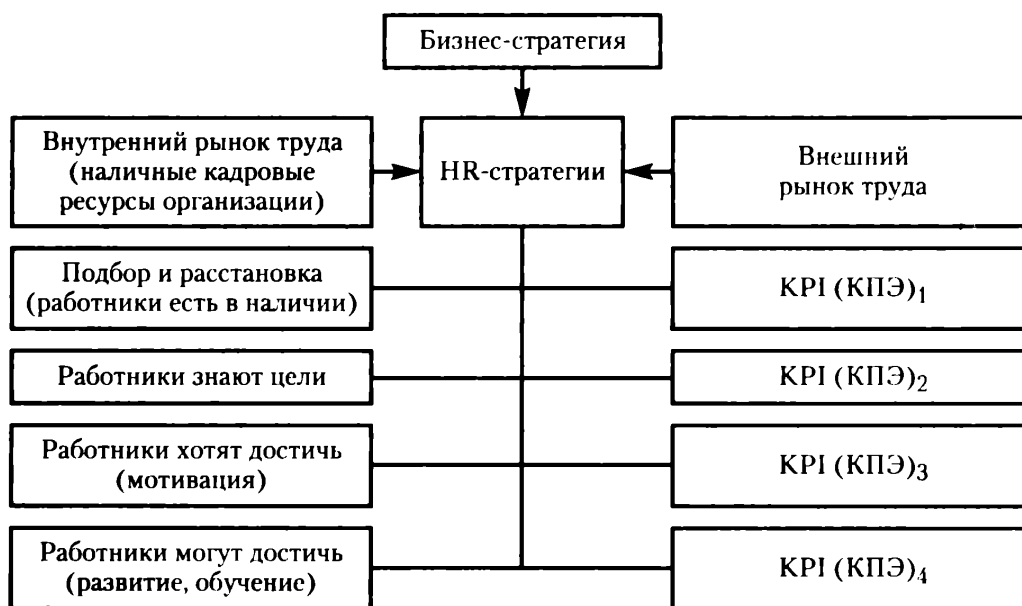 Бизнес-стратегия
Внутренний рынок труда
(наличные кадровые
ресурсы организации)
HR-стратегии
Внешний
рынок труда
Подбор и расстановка
(работники есть в наличии)
KPI (КПЭ)1
Работники знают цели
KPI (КПЭ)2
Работники хотят достичь
(мотивация)
KPI (КПЭ)3
Работники могут достичь
(развитие, обучение)
KPI (КПЭ)4